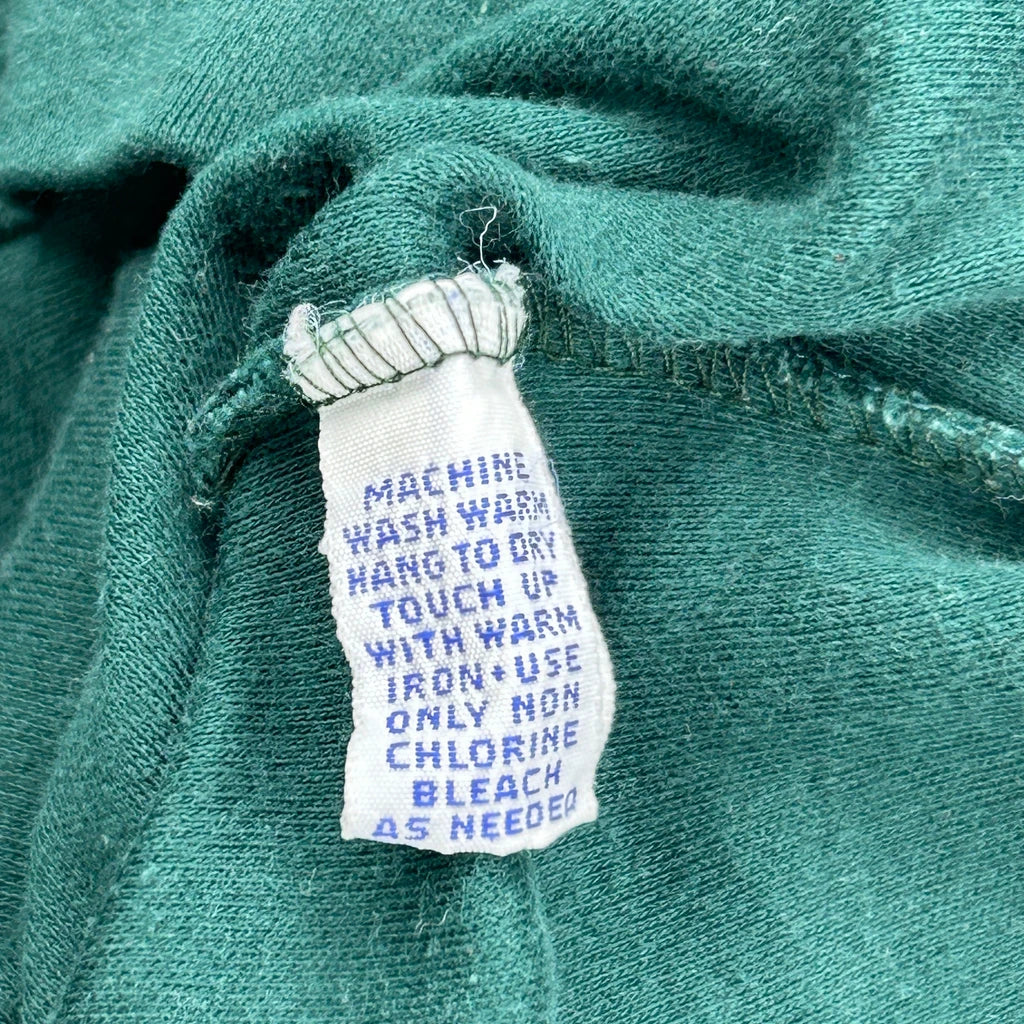 MACHINE
WASH WARM
HANG TO DRY
TOUCH UP
WITH WARM
IRON•USE
ONLY NON
CHLORINE
BLEACH
AS NEEDED